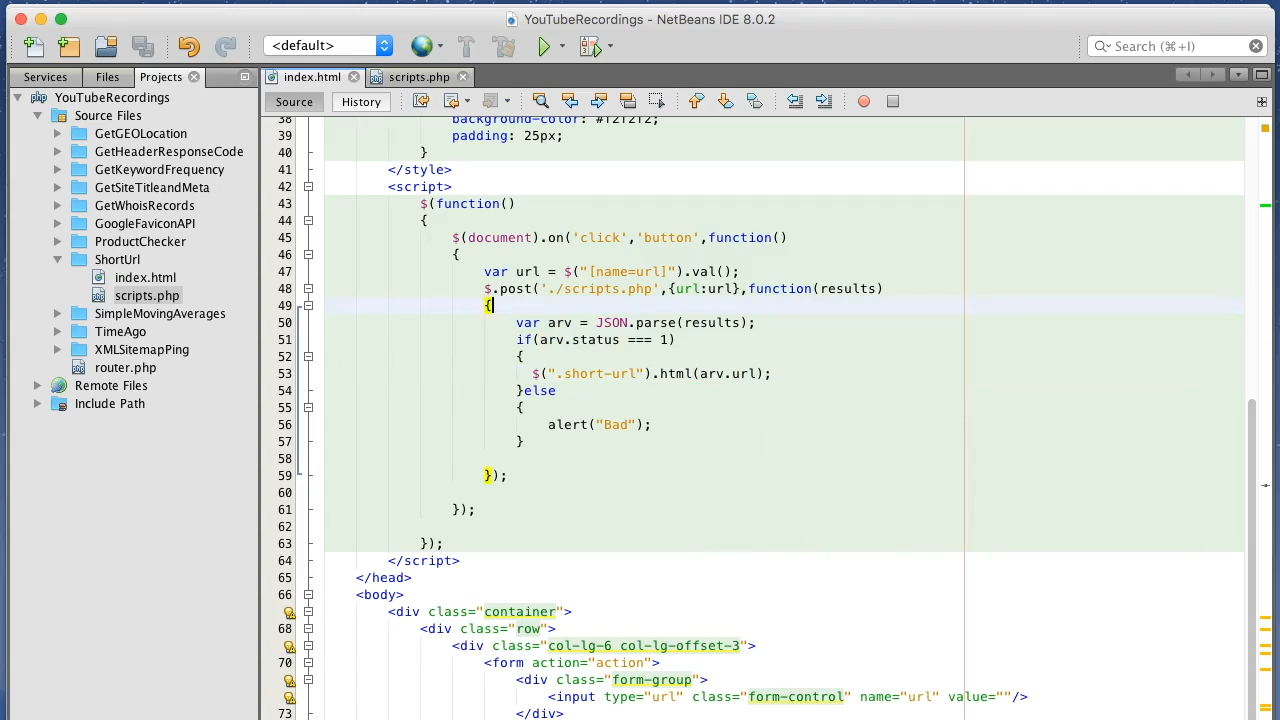 YouTubeRecordings - NetBeans IDE 8.0.2
<default>
Search (⌘+I)
Services
Files
Projects
index.html
scripts.php
Source
History
YouTubeRecordings
Source Files
GetGEOLocation
GetHeaderResponseCode
GetKeywordFrequency
GetSiteTitleandMeta
GetWhoisRecords
GoogleFaviconAPI
ProductChecker
ShortUrl
index.html
scripts.php
SimpleMovingAverages
TimeAgo
XMLSitemapPing
router.php
Remote Files
Include Path
38 background-color: #f2f2f2;
39 padding: 25px;
40 }
41 </style>
42 <script>
43 $(function()
44 {
45 $(document).on('click','button',function()
46 {
47 var url = $("[name=url]").val();
48 $.post('./scripts.php',{url:url},function(results)
49 {
50 var arv = JSON.parse(results);
51 if(arv.status === 1)
52 {
53 $(".short-url").html(arv.url);
54 }else
55 {
56 alert("Bad");
57 }
58
59 });
60
61 });
62
63 });
64 </script>
65 </head>
66 <body>
<div class="container">
68 <div class="row">
<div class="col-lg-6 col-lg-offset-3">
70 <form action="action">
<div class="form-group">
<input type="url" class="form-control" name="url" value=""/>
73 </div>